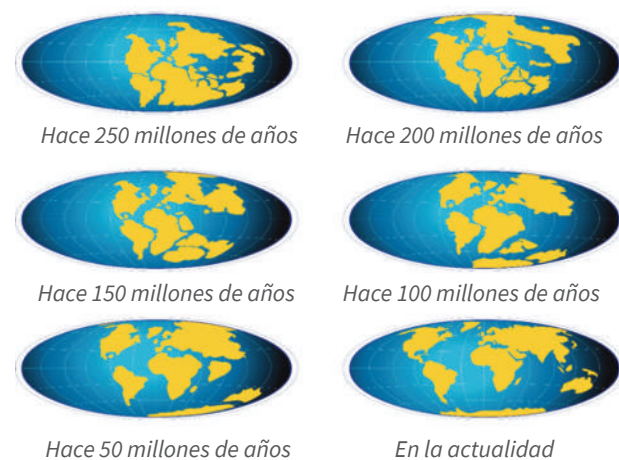 Hace 250 millones de años
Hace 200 millones de años
Hace 150 millones de años
Hace 100 millones de años
Hace 50 millones de años
En la actualidad